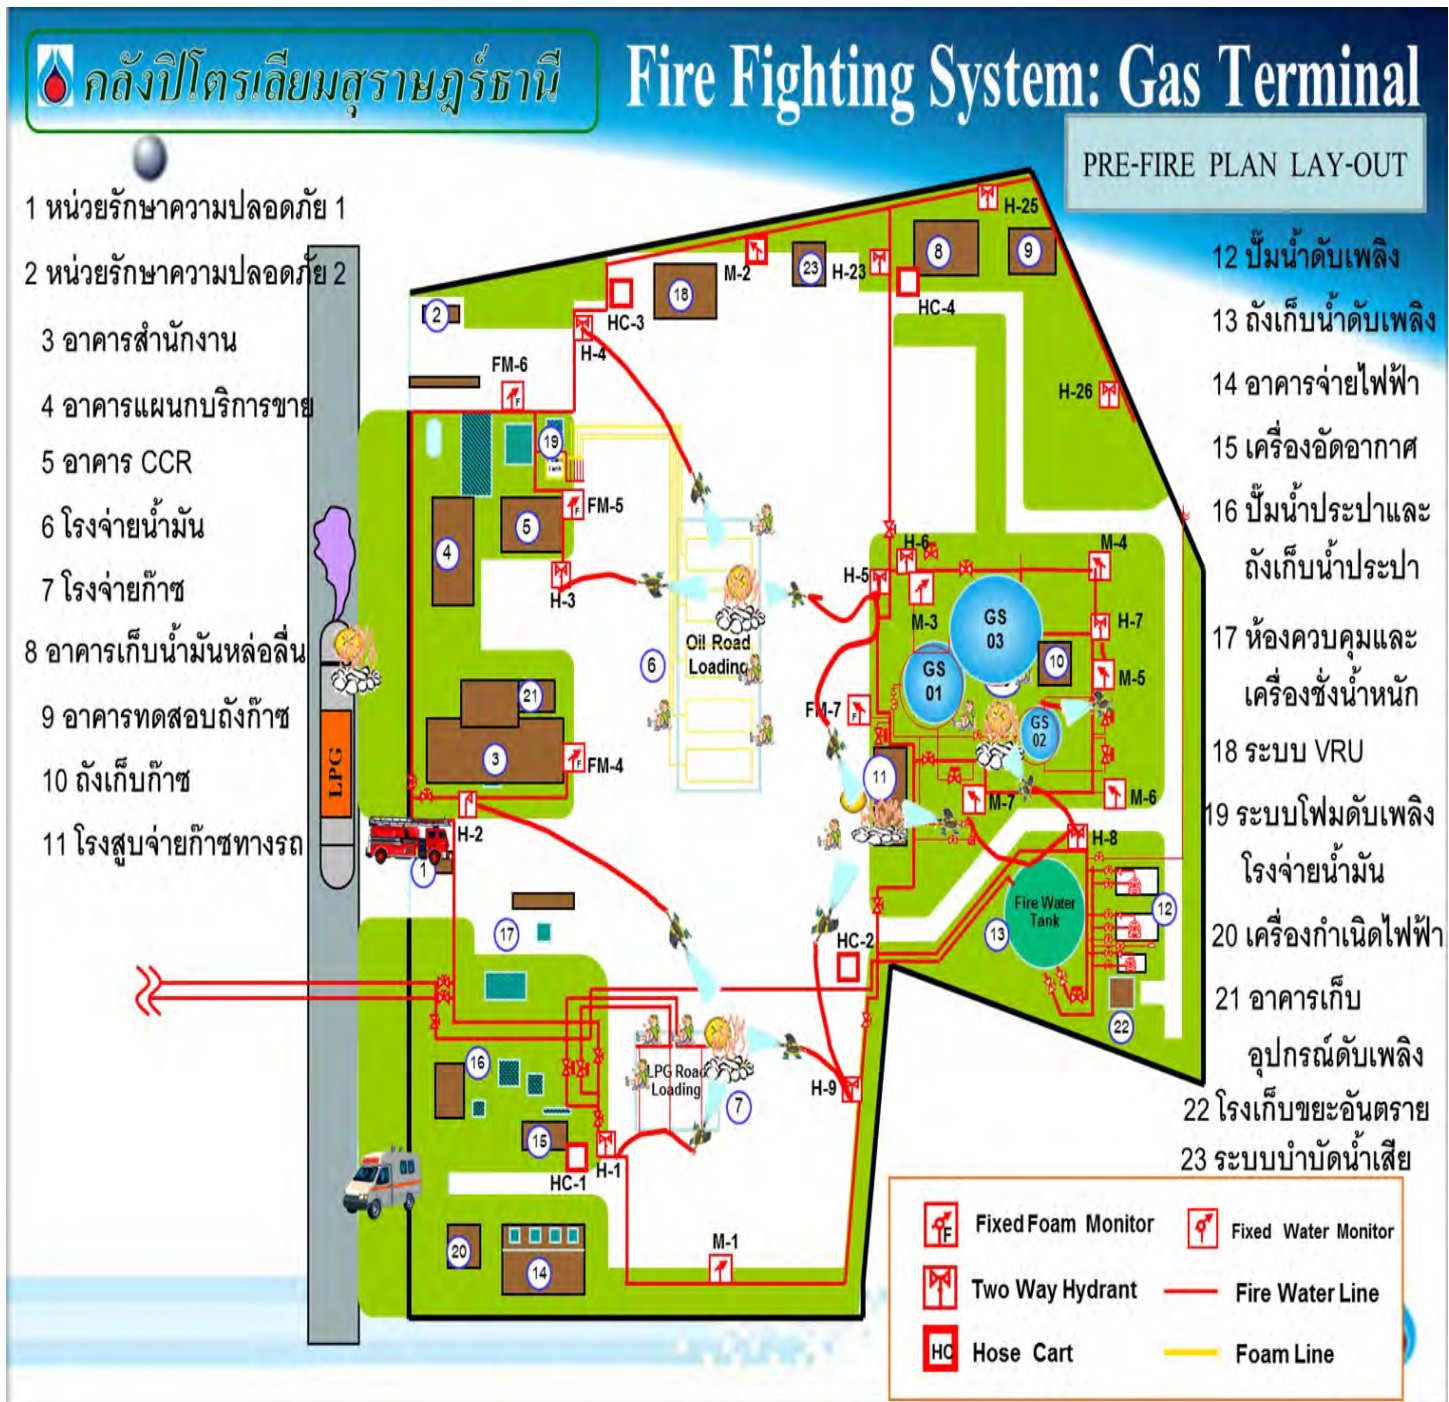 คลังปิโตรเลียมสุราษฎร์ธานี
Fire Fighting System: Gas Terminal
PRE-FIRE PLAN LAY-OUT
1 หน่วยรักษาความปลอดภัย 1
2 หน่วยรักษาความปลอดภัย 2
3 อาคารสำนักงาน
4 อาคารแผนกบริการขาย
5 อาคาร CCR
6 โรงจ่ายน้ำมัน
7 โรงจ่ายก๊าซ
8 อาคารเก็บน้ำมันหล่อลื่น
9 อาคารทดสอบถังก๊าซ
10 ถังเก็บก๊าซ
11 โรงสูบจ่ายก๊าซทางรถ
12 ปั๊มน้ำดับเพลิง
13 ถังเก็บน้ำดับเพลิง
14 อาคารจ่ายไฟฟ้า
15 เครื่องอัดอากาศ
16 ปั๊มน้ำประปาและ
ถังเก็บน้ำประปา
17 ห้องควบคุมและ
เครื่องชั่งน้ำหนัก
18 ระบบ VRU
19 ระบบโฟมดับเพลิง
โรงจ่ายน้ำมัน
20 เครื่องกำเนิดไฟฟ้า
21 อาคารเก็บ
อุปกรณ์ดับเพลิง
22 โรงเก็บขยะอันตราย
23 ระบบบำบัดน้ำเสีย
H-25
8
9
M-2
23
H-23
18
HC-3
HC-4
2
H-4
FM-6
H-26
19
FM-5
5
4
H-3
H-6
M-4
H-5
M-3
GS
03
H-7
GS
01
10
M-5
Oil Road
Loading
6
21
FM-7
GS
02
3
FM-4
11
M-7
M-6
LPG
H-2
H-8
1
Fire Water
Tank
12
13
17
HC-2
22
16
LPG Road
Loading
7
H-9
15
HC-1
H-1
20
14
M-1
F Fixed Foam Monitor
Fixed Water Monitor
Two Way Hydrant
Fire Water Line
HC Hose Cart
Foam Line